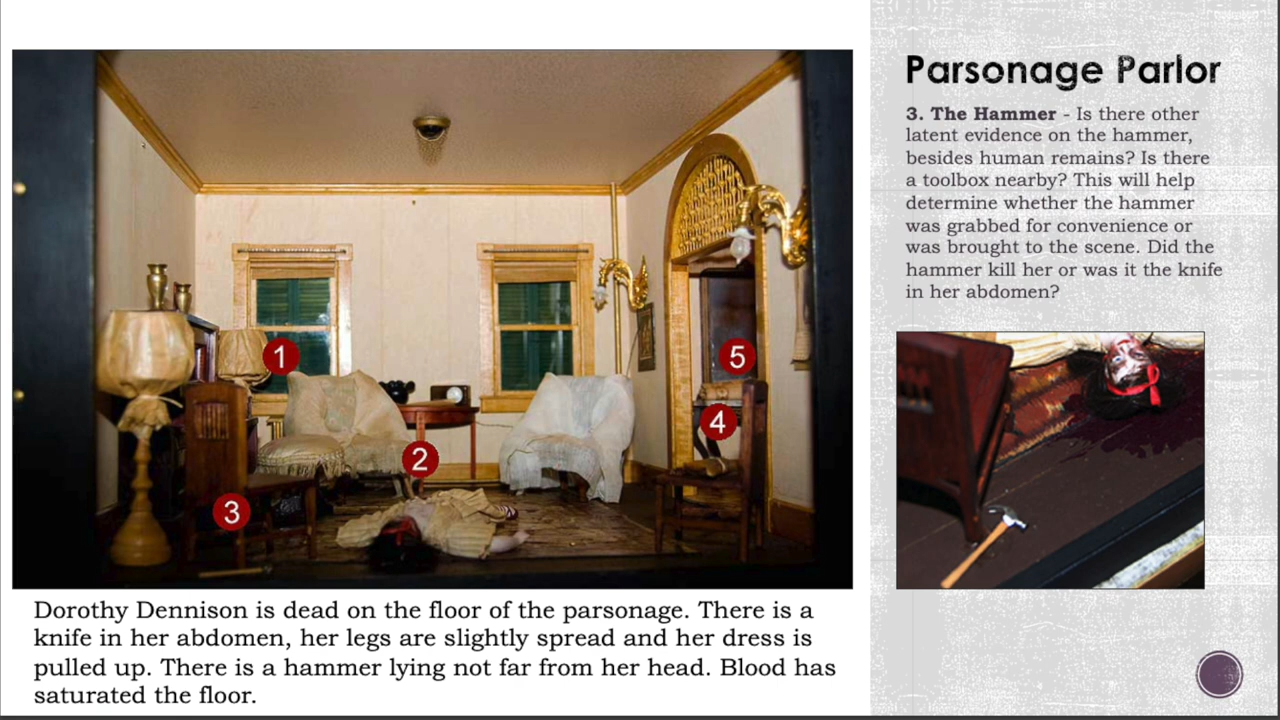 Parsonage Parlor
3. The Hammer - Is there other
latent evidence on the hammer,
besides human remains? Is there
a toolbox nearby? This will help
determine whether the hammer
was grabbed for convenience or
was brought to the scene. Did the
hammer kill her or was it the knife
in her abdomen?
1
5
4
2
3
Dorothy Dennison is dead on the floor of the parsonage. There is a
knife in her abdomen, her legs are slightly spread and her dress is
pulled up. There is a hammer lying not far from her head. Blood has
saturated the floor.